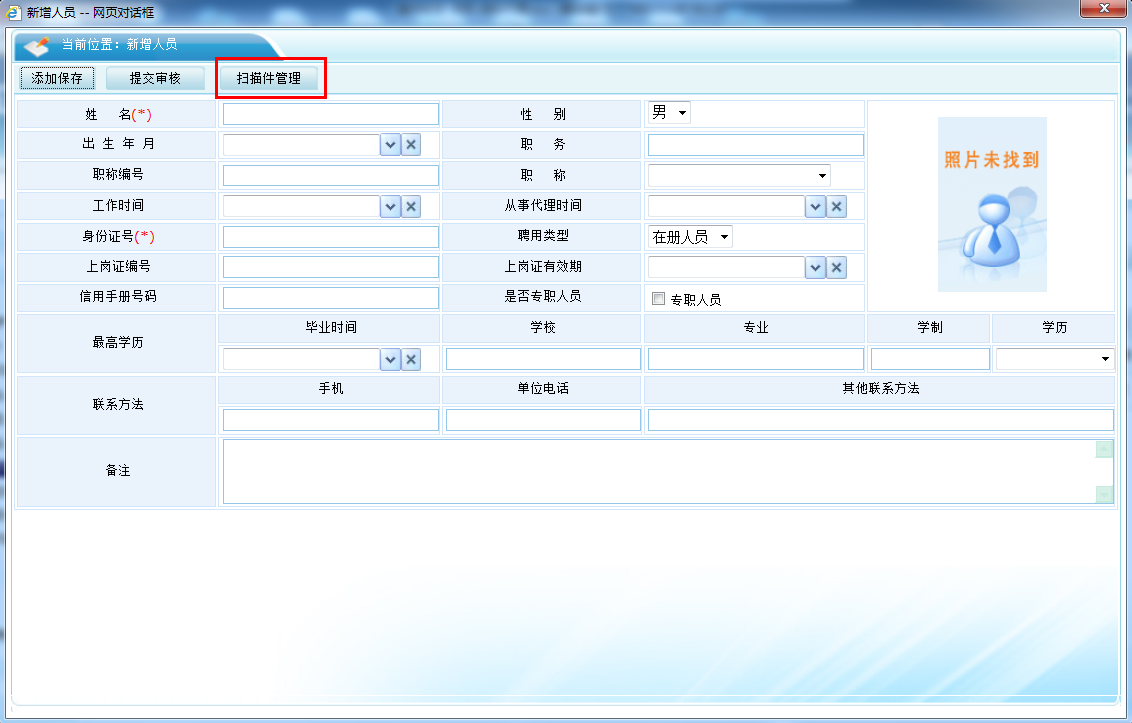 新增人员 -- 网页对话框
当前位置：新增人员
添加保存 提交审核 扫描件管理
姓 名(*) 性 别 男
照片未找到
出 生 年 月 职 务
职称编号 职 称
工作时间 从事代理时间
身份证号(*) 聘用类型 在册人员
上岗证编号 上岗证有效期
信用手册号码 是否专职人员 专职人员
最高学历 毕业时间 学校 专业 学制 学历
联系方法 手机 单位电话 其他联系方法
备注